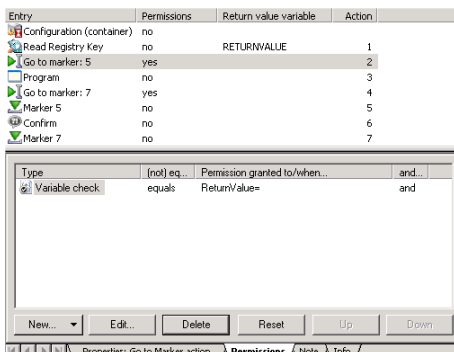 Entry Permissions Return value variable Action
Configuration (container) no
Read Registry Key no RETURNVALUE 1
Go to marker: 5 yes 2
Program no 3
Go to marker: 7 yes 4
Marker 5 no 5
Confirm no 6
Marker 7 no 7
Type (not) eq... Permission granted to/when... and...
Variable check equals ReturnValue= and
New... Edit... Delete Reset Up Down
Properties: Go to Marker action Permissions Note Info